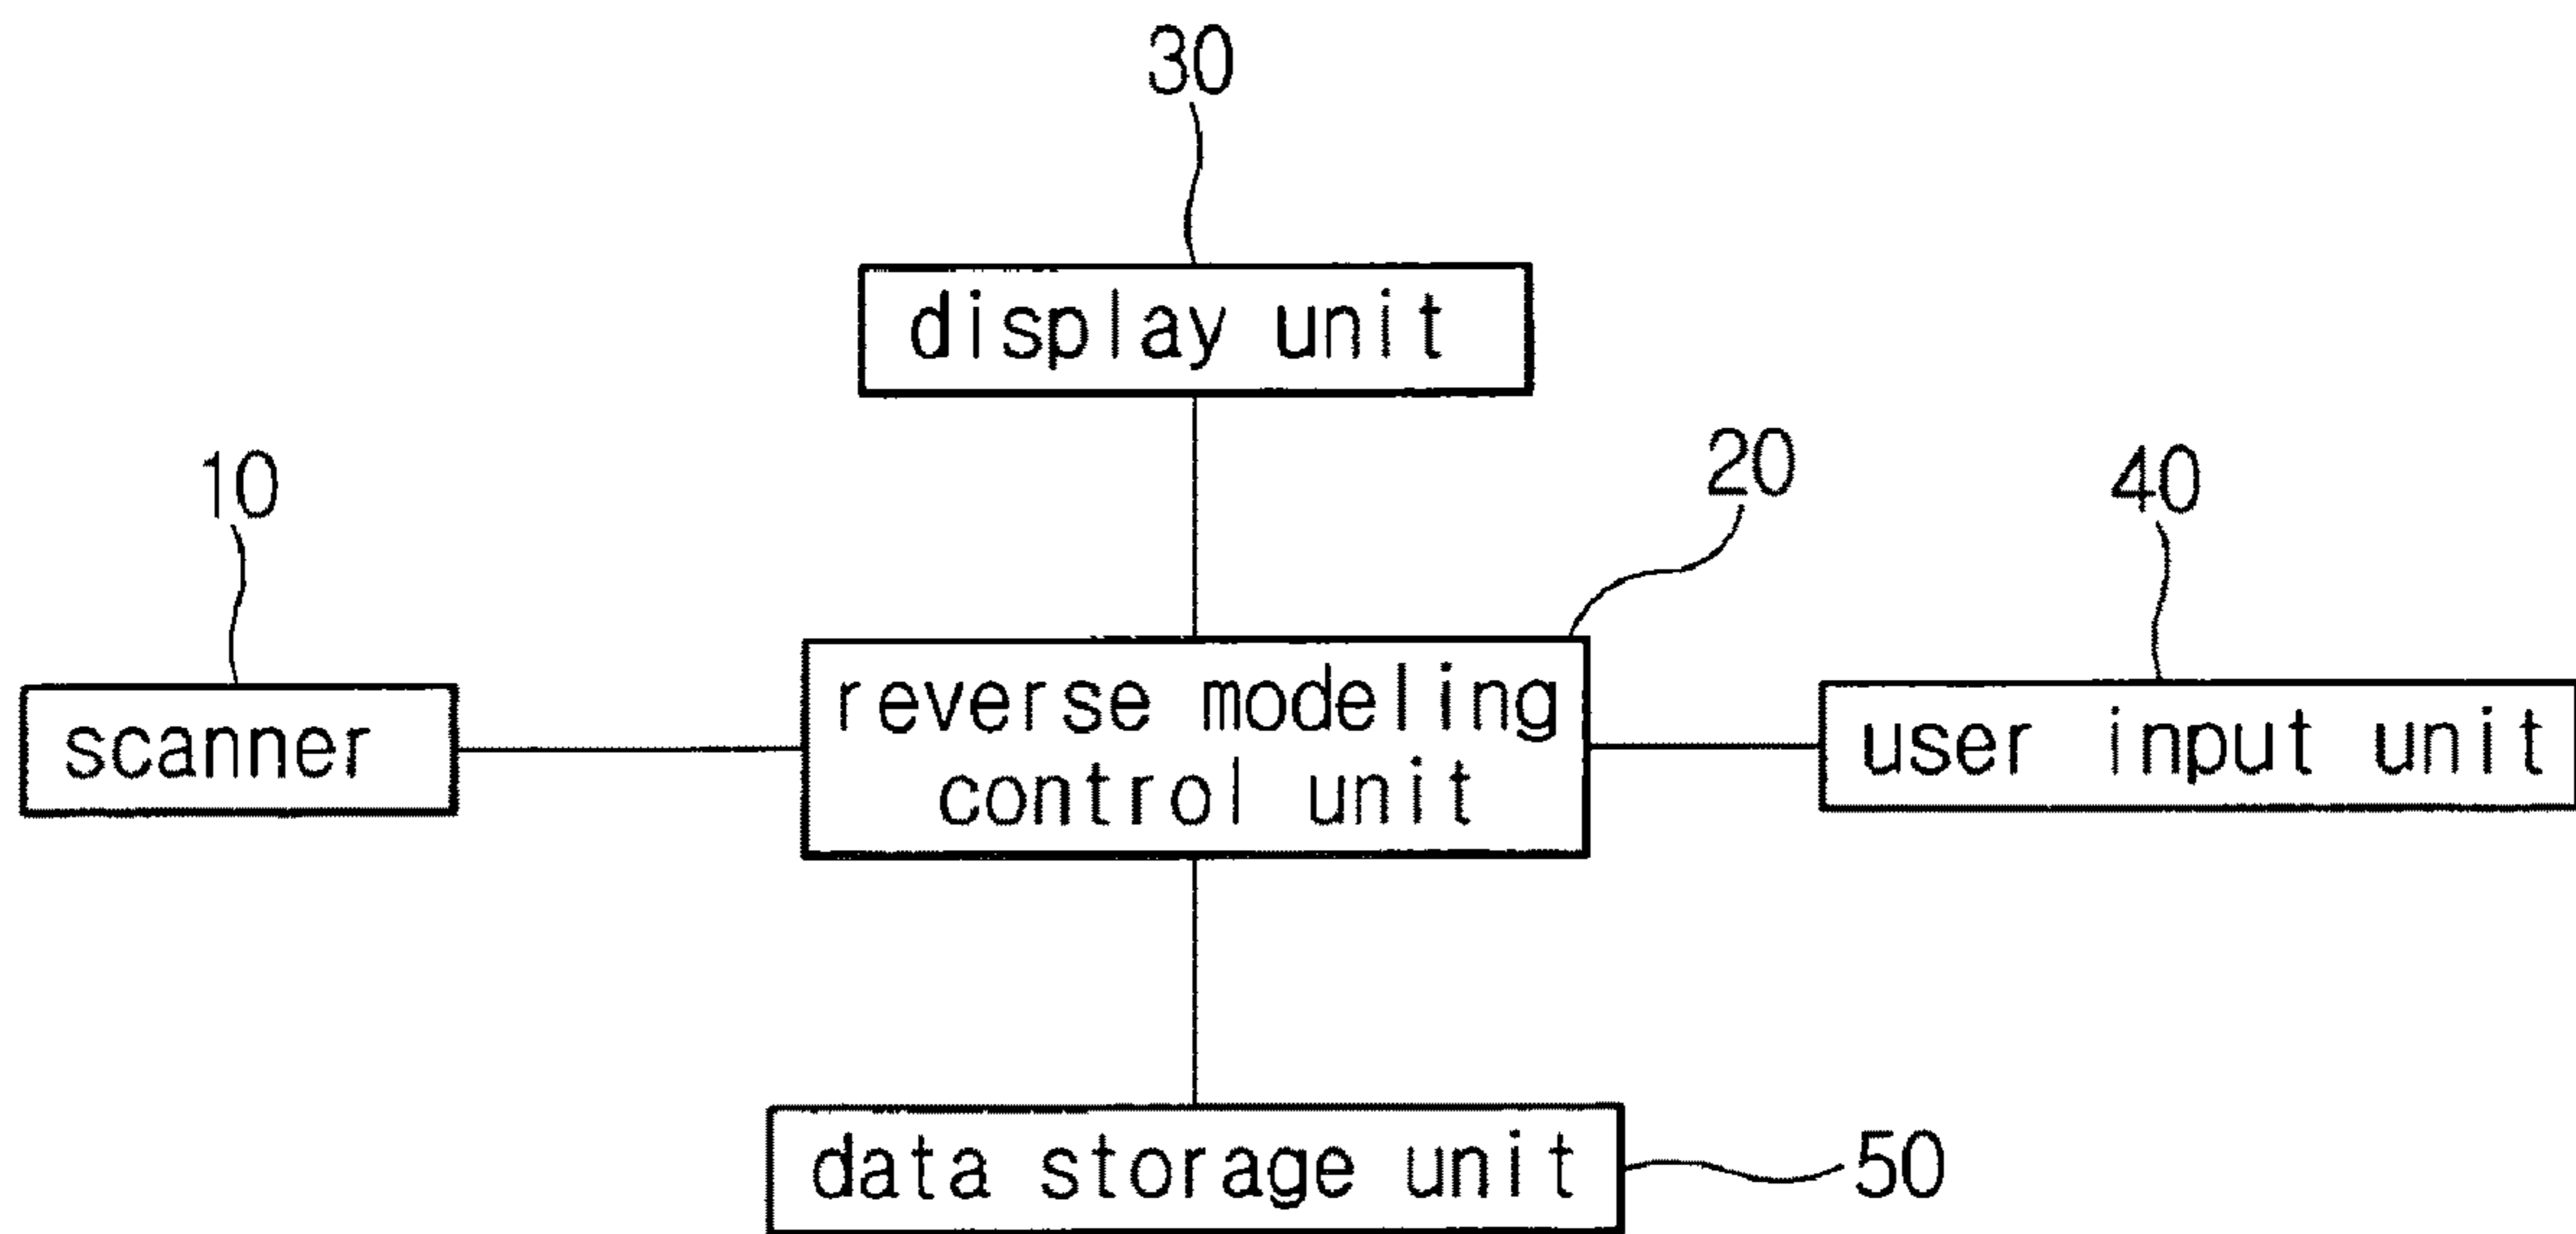 30
display unit
10
20
40
scanner
reverse modeling
control unit
user input unit
data storage unit
50